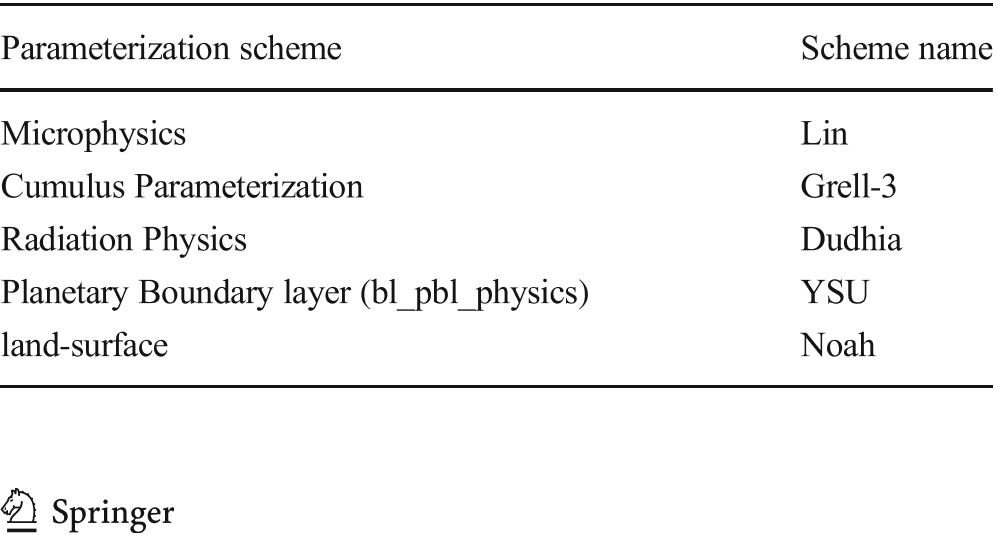 Parameterization scheme Scheme name
Microphysics Lin
Cumulus Parameterization Grell-3
Radiation Physics Dudhia
Planetary Boundary layer (bl_pbl_physics) YSU
land-surface Noah
Springer